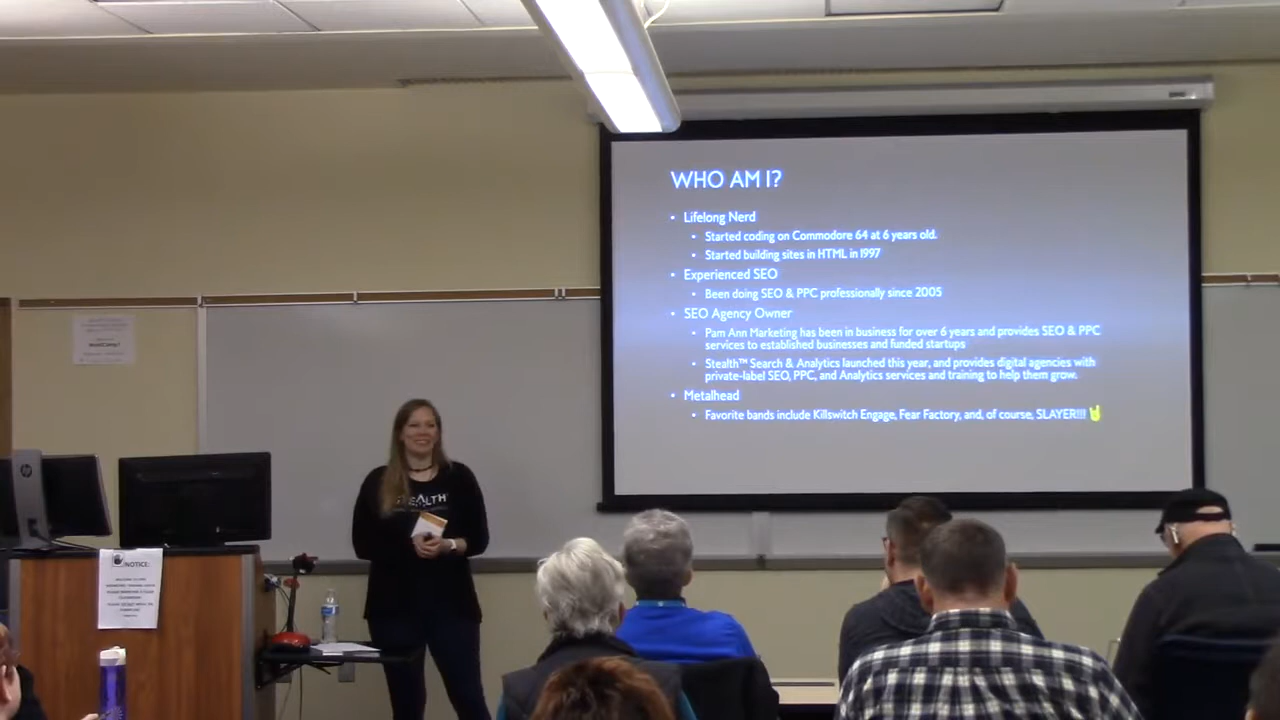 WHO AM I?
• Lifelong Nerd
• Started coding on Commodore 64 at 6 years old.
• Started building sites in HTML in 1997
• Experienced SEO
• Been doing SEO & PPC professionally since 2005
• SEO Agency Owner
• Pam Ann Marketing has been in business for over 6 years and provides SEO & PPC
services to established businesses and funded startups
• Stealth™ Search & Analytics launched this year, and provides digital agencies with
private-label SEO, PPC, and Analytics services and training to help them grow.
• Metalhead
• Favorite bands include Killswitch Engage, Fear Factory, and, of course, SLAYER!!! 🤘
hp
NOTICE: